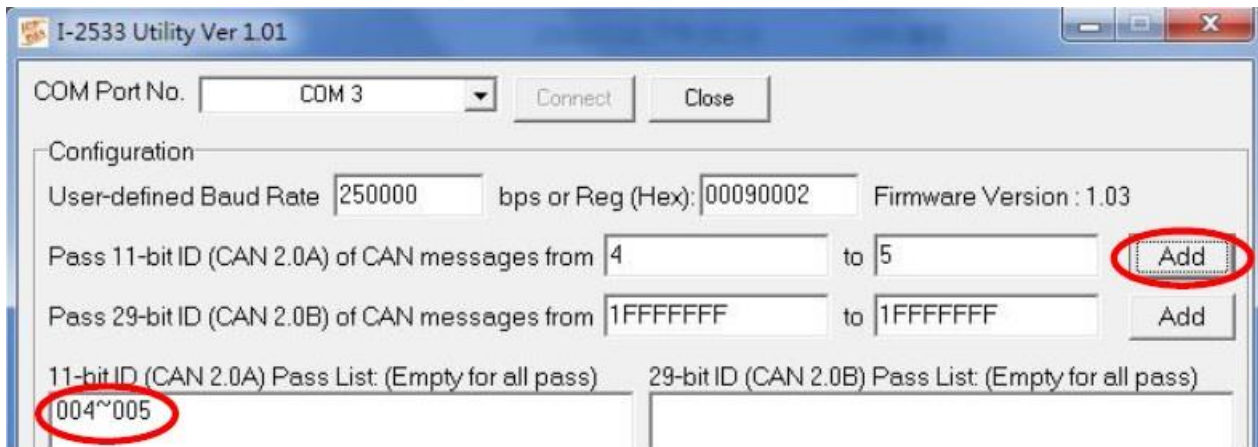 I-2533 Utility Ver 1.01
COM Port No. COM 3 Connect Close
Configuration
User-defined Baud Rate 250000 bps or Reg (Hex): 00090002 Firmware Version : 1.03
Pass 11-bit ID (CAN 2.0A) of CAN messages from 4 to 5 Add
Pass 29-bit ID (CAN 2.0B) of CAN messages from 1FFFFFFF to 1FFFFFFF Add
11-bit ID (CAN 2.0A) Pass List: (Empty for all pass) 29-bit ID (CAN 2.0B) Pass List: (Empty for all pass)
004~005